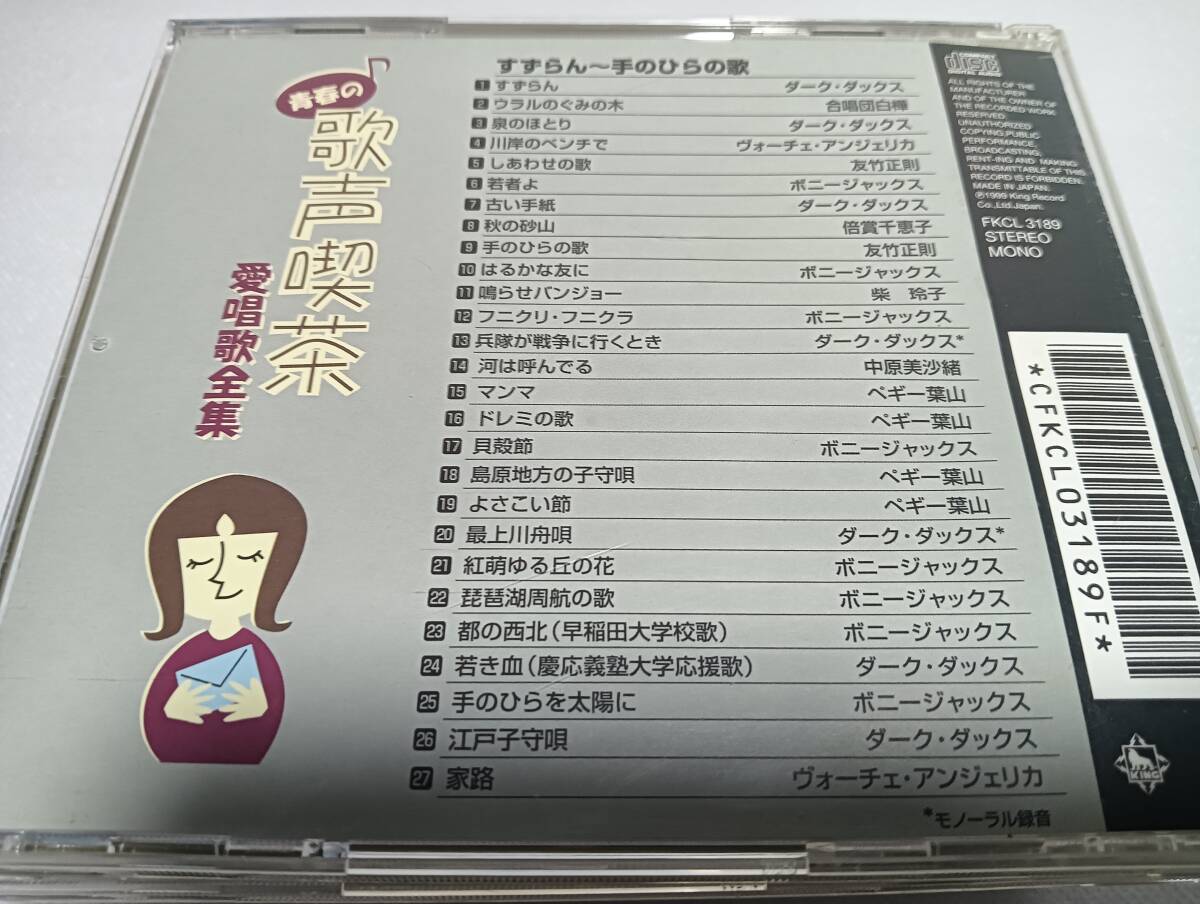 青春の
歌声喫茶
愛唱歌全集
すずらん〜手のひらの歌
1 すずらん ダーク・ダックス
2 ウラルのぐみの木 合唱団白樺
3 泉のほとり ダーク・ダックス
4 川岸のベンチで ヴォーチェ・アンジェリカ
5 しあわせの歌 友竹正則
6 若者よ ボニージャックス
7 古い手紙 ダーク・ダックス
8 秋の砂山 倍賞千恵子
9 手のひらの歌 友竹正則
10 はるかな友に ボニージャックス
11 鳴らせバンジョー 柴 玲子
12 フニクリ・フニクラ ボニージャックス
13 兵隊が戦争に行くとき ダーク・ダックス*
14 河は呼んでる 中原美沙緒
15 マンマ ペギー葉山
16 ドレミの歌 ペギー葉山
17 貝殻節 ボニージャックス
18 島原地方の子守唄 ペギー葉山
19 よさこい節 ペギー葉山
20 最上川舟唄 ダーク・ダックス*
21 紅萌ゆる丘の花 ボニージャックス
22 琵琶湖周航の歌 ボニージャックス
23 都の西北(早稲田大学校歌) ボニージャックス
24 若き血(慶応義塾大学応援歌) ダーク・ダックス
25 手のひらを太陽に ボニージャックス
26 江戸子守唄 ダーク・ダックス
27 家路 ヴォーチェ・アンジェリカ
*モノーラル録音
COMPACT
disc
DIGITAL AUDIO
ALL RIGHTS OF THE
MANUFACTURER
AND OF THE OWNER OF
THE RECORDED WORK
RESERVED.
UNAUTHORIZED
COPYING,PUBLIC
PERFORMANCE,
BROADCASTING,
RENT-ING AND MAKING
TRANSMITTABLE OF THIS
RECORD IS FORBIDDEN.
MADE IN JAPAN.
℗1999 King Record
Co.,Ltd.Japan.
FKCL 3189
STEREO
MONO
*CFKCL03189F*
KING